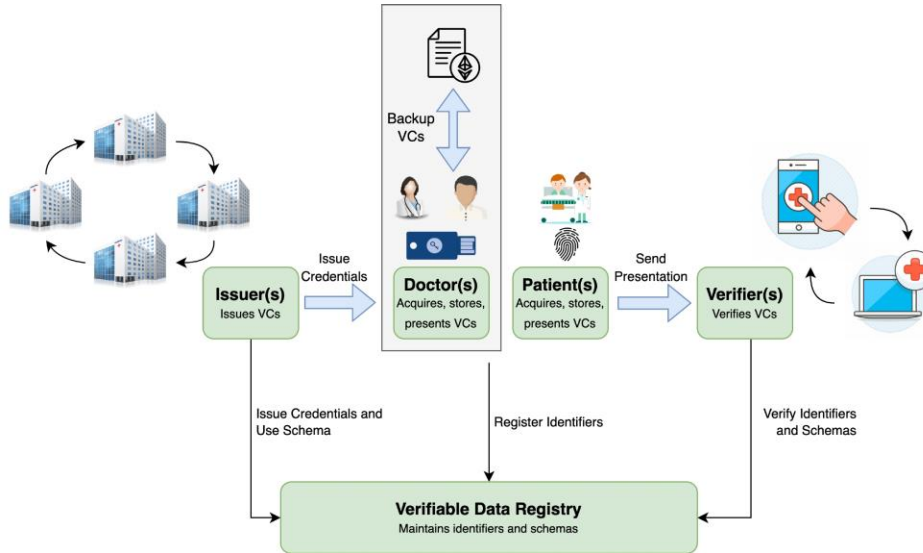 Backup
VCs
Issue
Credentials
Send
Presentation
Issuer(s)
Issues VCs
Doctor(s)
Acquires, stores,
presents VCs
Patient(s)
Acquires, stores,
presents VCs
Verifier(s)
Verifies VCs
Issue Credentials and
Use Schema
Register Identifiers
Verify Identifiers
and Schemas
Verifiable Data Registry
Maintains identifiers and schemas